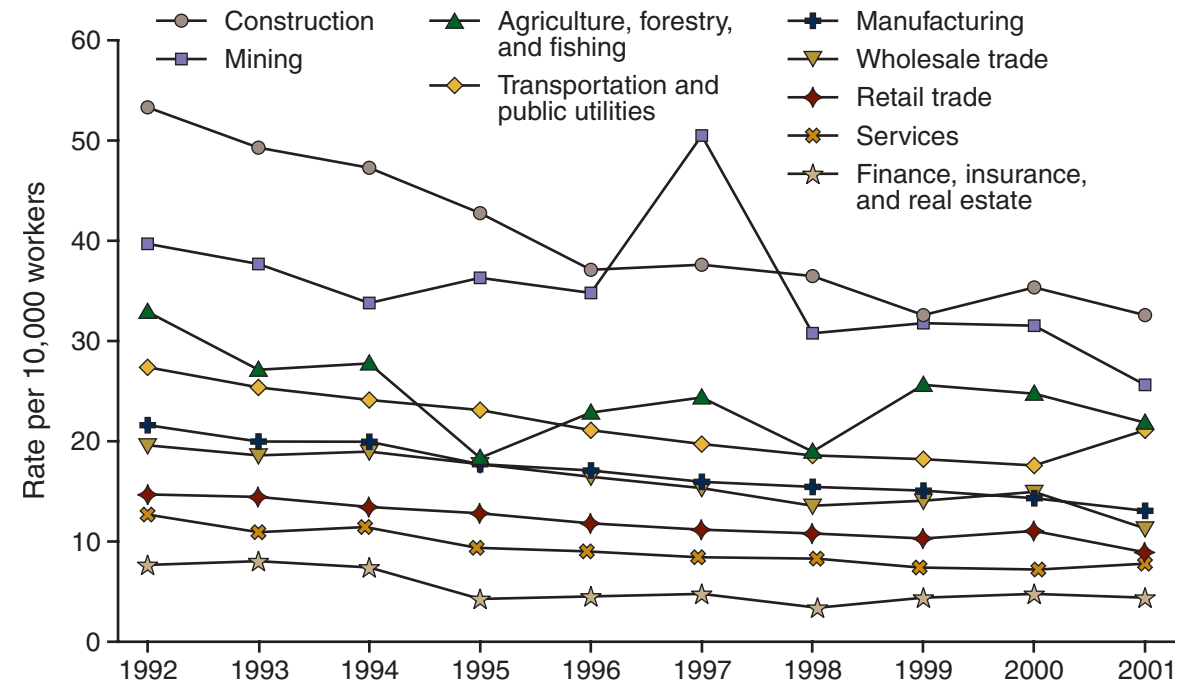 Construction
Mining
Agriculture, forestry,
and fishing
Transportation and
public utilities
Manufacturing
Wholesale trade
Retail trade
Services
Finance, insurance,
and real estate
Rate per 10,000 workers
60
50
40
30
20
10
0
1992 1993 1994 1995 1996 1997 1998 1999 2000 2001